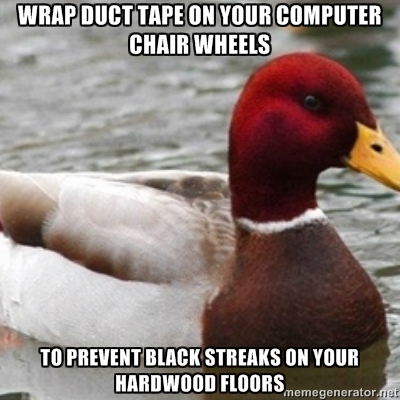 WRAP DUCT TAPE ON YOUR COMPUTER
CHAIR WHEELS
TO PREVENT BLACK STREAKS ON YOUR
HARDWOOD FLOORS
memegenerator.net